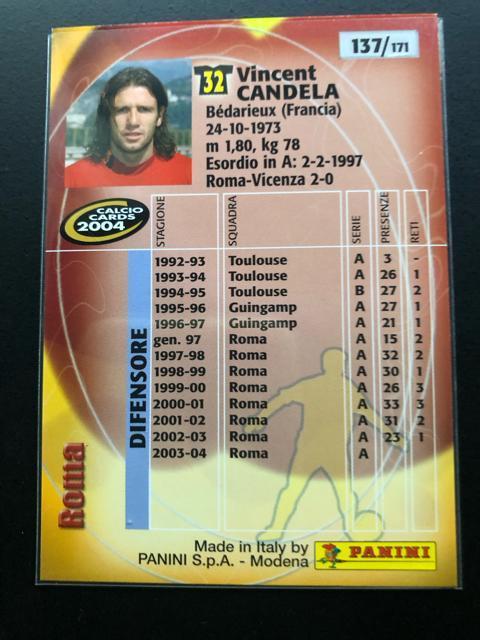 137/171
32 Vincent
CANDELA
Bédarieux (Francia)
24-10-1973
m 1,80, kg 78
Esordio in A: 2-2-1997
Roma-Vicenza 2-0
CALCIO
CARDS
2004
STAGIONE SQUADRA SERIE PRESENZE RETI
1992-93 Toulouse A 3 -
1993-94 Toulouse A 26 1
1994-95 Toulouse B 27 2
1995-96 Guingamp A 27 1
1996-97 Guingamp A 21 1
gen. 97 Roma A 15 2
1997-98 Roma A 32 2
1998-99 Roma A 30 1
1999-00 Roma A 26 3
2000-01 Roma A 33 3
2001-02 Roma A 31 2
2002-03 Roma A 23 1
2003-04 Roma A
DIFENSORE
Roma
Made in Italy by
PANINI S.p.A. - Modena
PANINI